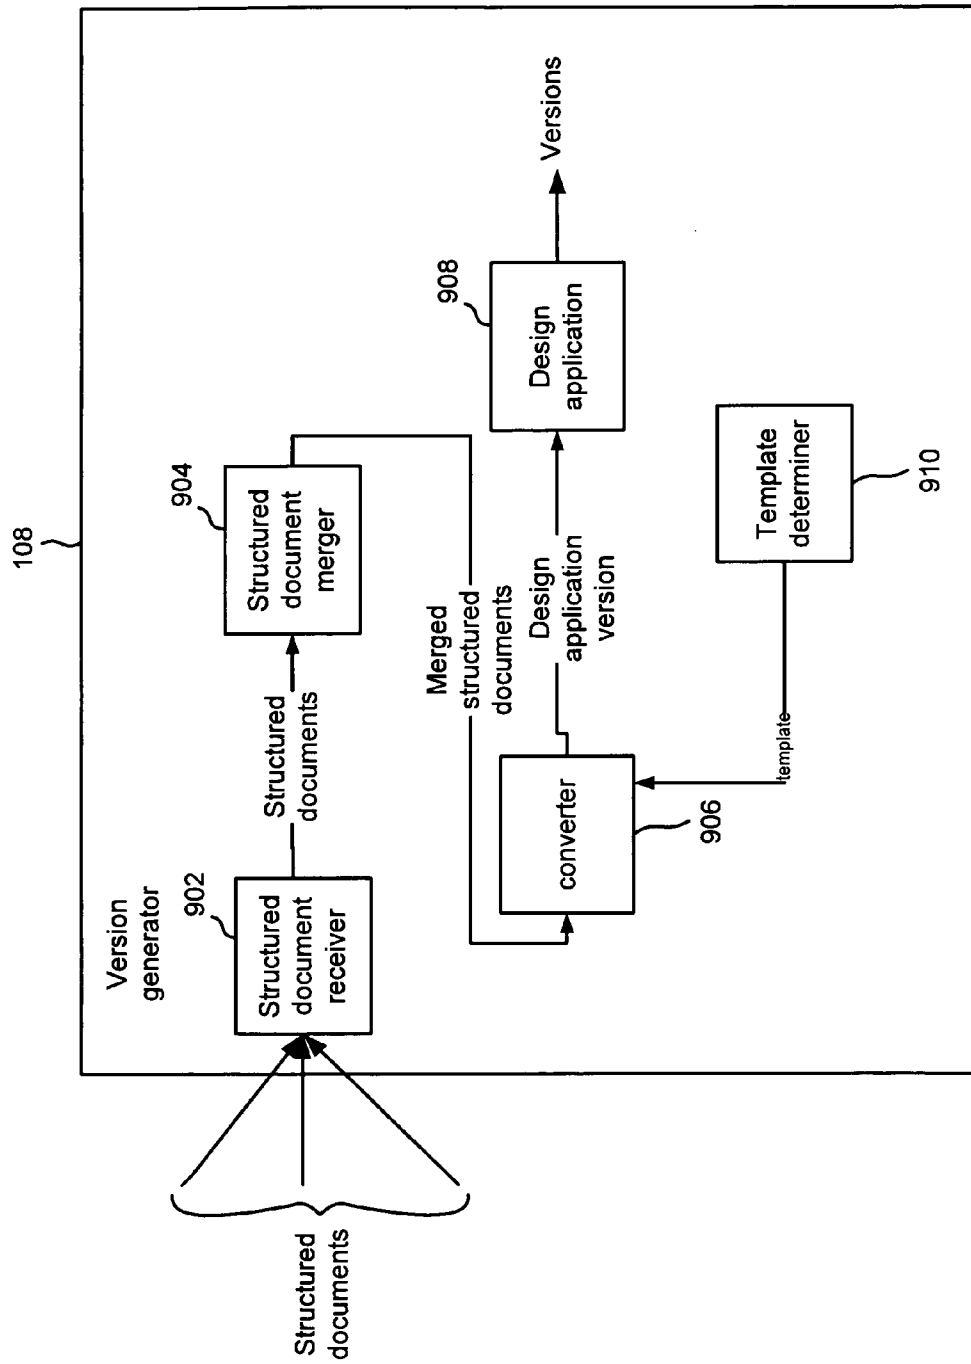 108
Version
generator
902
Structured
document
receiver
Structured
documents
904
Structured
document
merger
Structured
documents
Merged
structured
documents
converter
906
Design
application
version
908
Design
application
Versions
template
Template
determiner
910